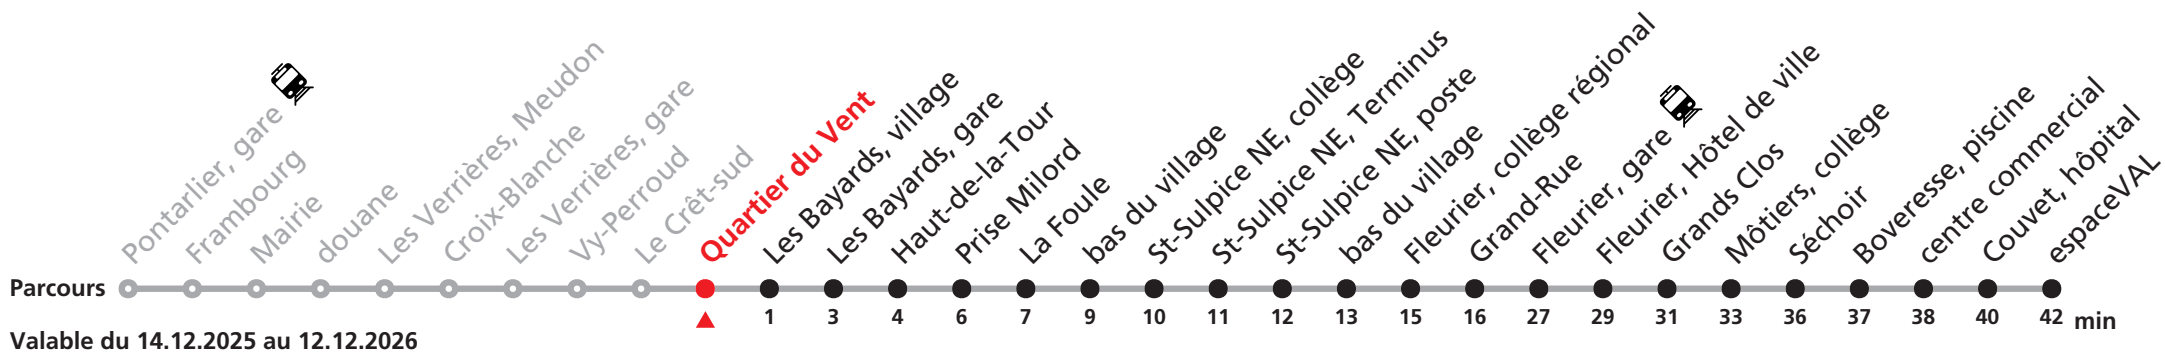 Pontarlier, gare
Frambourg
Mairie
douane
Les Verrières, Meudon
Croix-Blanche
Les Verrières, gare
Vy-Perroud
Le Crêt-sud
Quartier du Vent
Les Bayards, village
Les Bayards, gare
Haut-de-la-Tour
Prise Milord
La Foule
bas du village
St-Sulpice NE, collège
St-Sulpice NE, Terminus
St-Sulpice NE, poste
bas du village
Fleurier, collège régional
Grand-Rue
Fleurier, gare
Fleurier, Hôtel de ville
Grands Clos
Môtiers, collège
Séchoir
Boveresse, piscine
centre commercial
Couvet, hôpital
espaceVAL
Parcours
1 3 4 6 7 9 10 11 12 13 15 16 27 29 31 33 36 37 38 40 42 min
Valable du 14.12.2025 au 12.12.2026